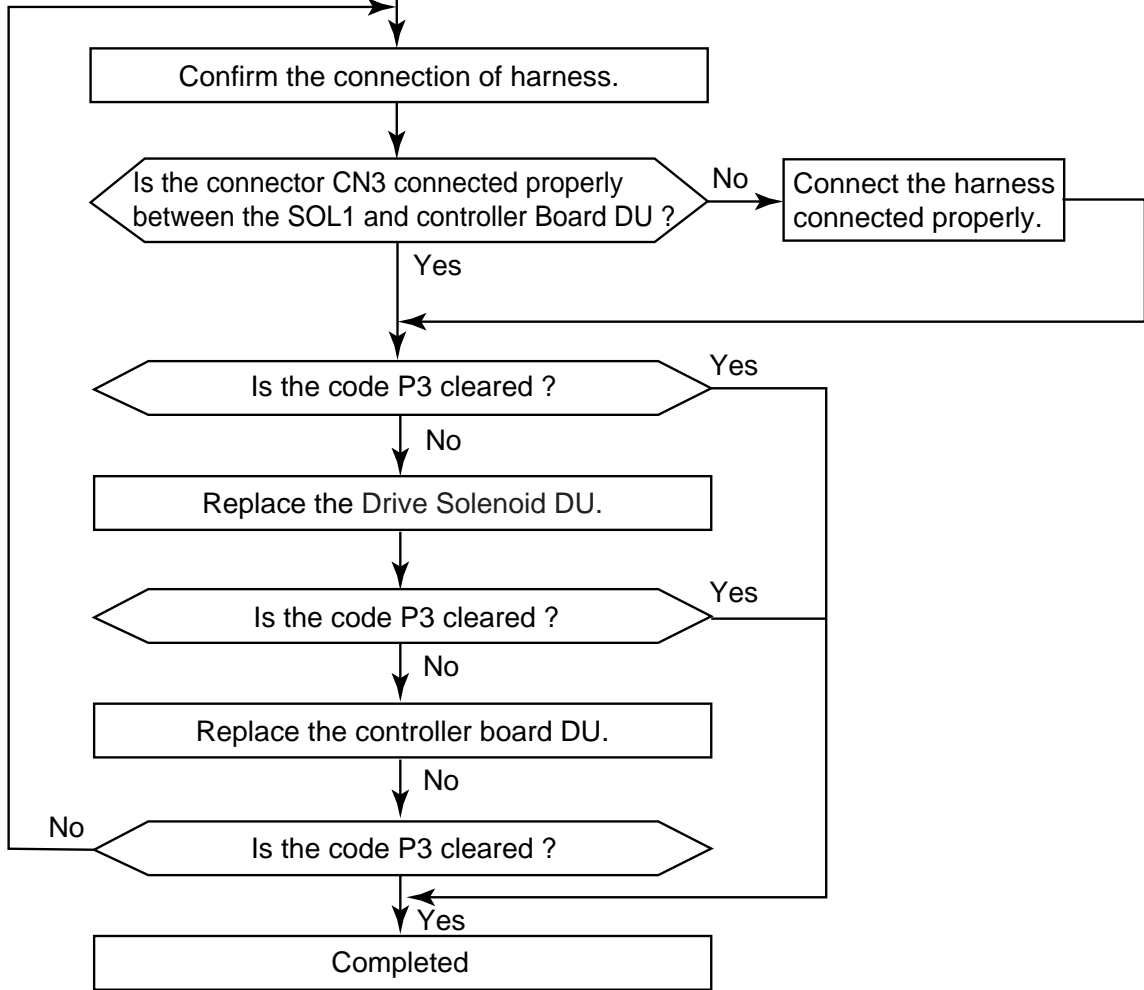 Confirm the connection of harness.
Is the connector CN3 connected properly
between the SOL1 and controller Board DU ?
No
Connect the harness
connected properly.
Yes
Is the code P3 cleared ?
Yes
No
Replace the Drive Solenoid DU.
Is the code P3 cleared ?
Yes
No
Replace the controller board DU.
No
No
Is the code P3 cleared ?
Yes
Completed